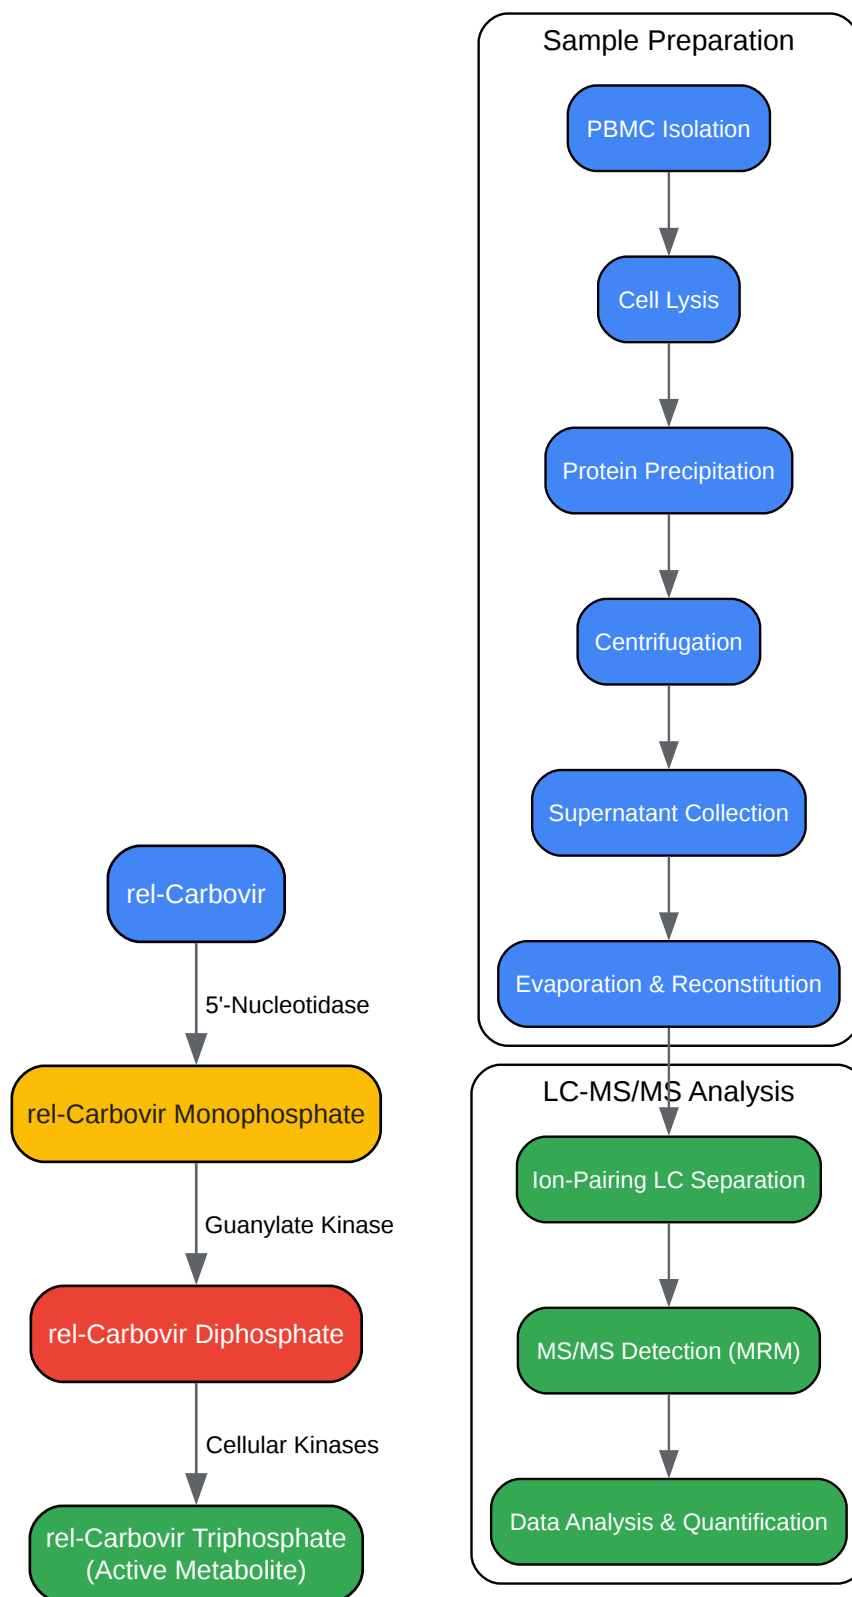 Sample Preparation
PBMC Isolation
Cell Lysis
Protein Precipitation
Centrifugation
Supernatant Collection
Evaporation & Reconstitution
LC-MS/MS Analysis
Ion-Pairing LC Separation
MS/MS Detection (MRM)
Data Analysis & Quantification
rel-Carbovir
5'-Nucleotidase
rel-Carbovir Monophosphate
Guanylate Kinase
rel-Carbovir Diphosphate
Cellular Kinases
rel-Carbovir Triphosphate
(Active Metabolite)